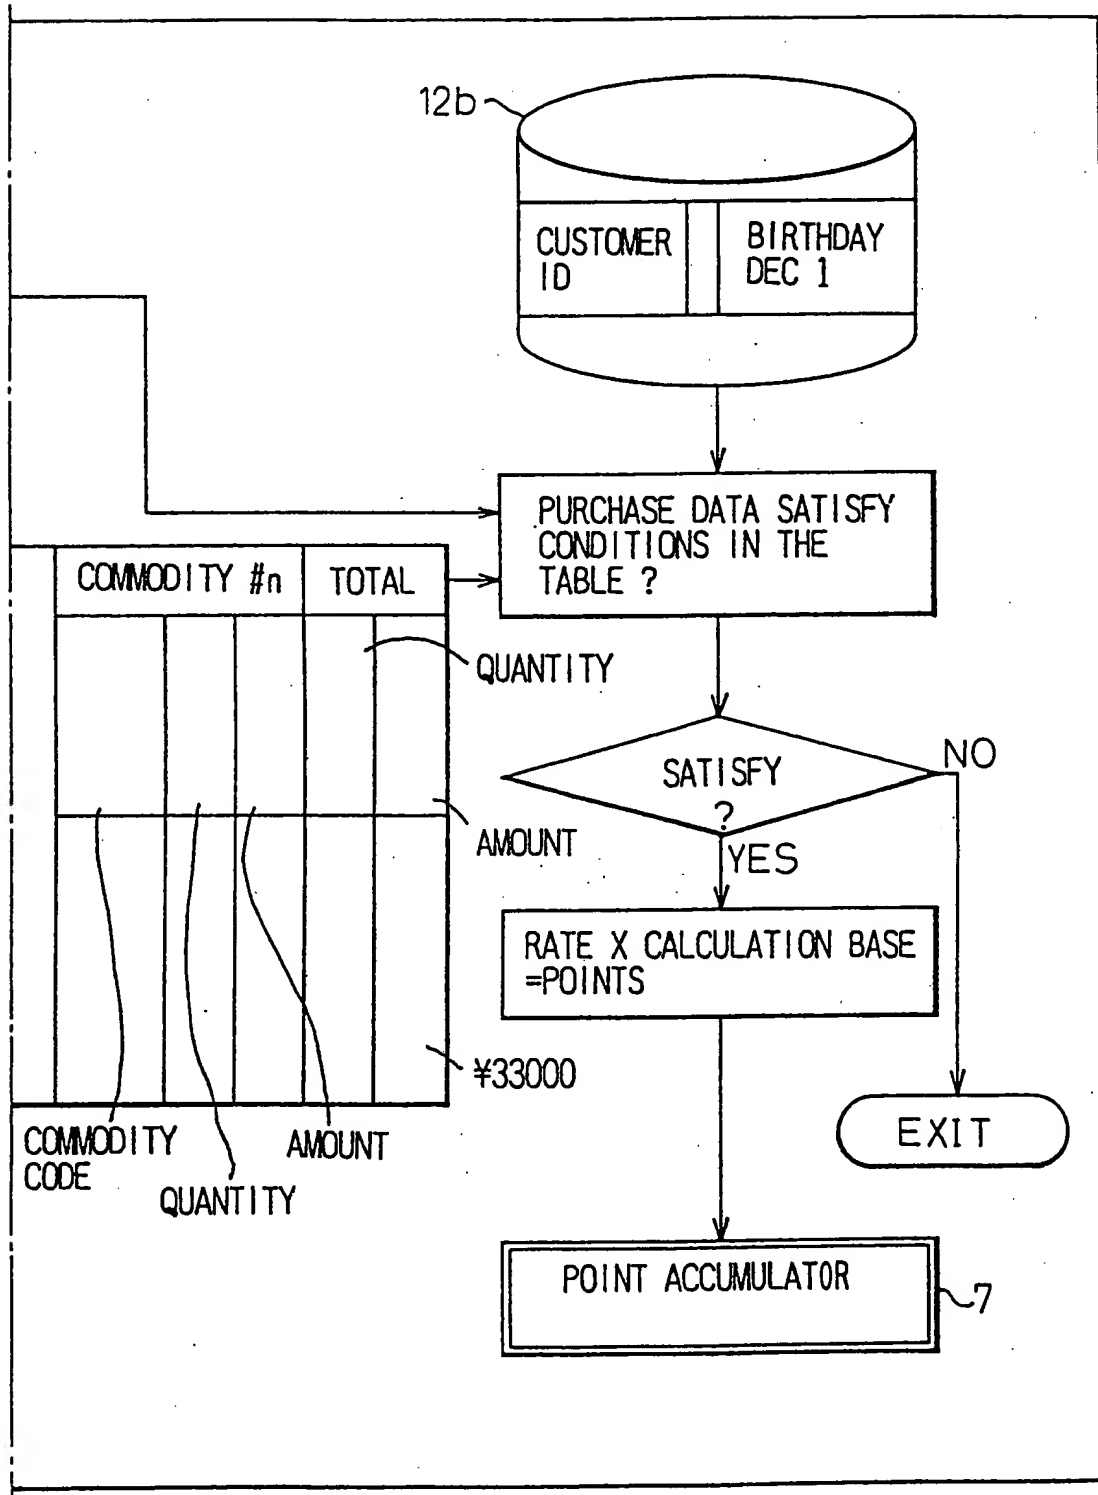 12b
CUSTOMER
ID
BIRTHDAY
DEC 1
PURCHASE DATA SATISFY
CONDITIONS IN THE
TABLE ?
COMMODITY #n
TOTAL
QUANTITY
SATISFY
?
NO
AMOUNT
YES
RATE X CALCULATION BASE
=POINTS
¥33000
COMMODITY
CODE
AMOUNT
QUANTITY
EXIT
POINT ACCUMULATOR
7